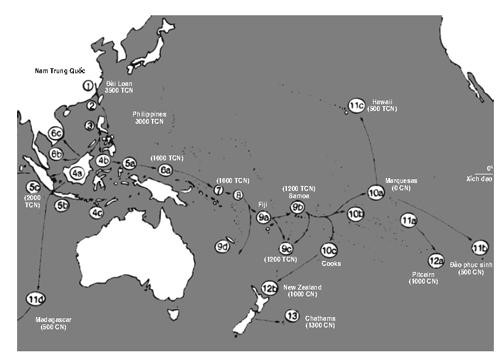 Nam Trung Quốc
1
Đài Loan
3500 TCN
2
3
Philippines
3000 TCN
6c
6b
4b
5a
(1600 TCN)
6a
4a
5c
(2000
TCN)
5b
4c
(1600 TCN)
7
8
Fiji
9a
(1200 TCN)
Samoa
9b
9c
(1200 TCN)
9d
10b
10c
Cooks
10a
Marquesas
(0 CN)
11c
Hawaii
(500 TCN)
0°
Xích đạo
11a
12a
Pitcairn
(1000 CN)
11b
Đảo phục sinh
(500 CN)
11d
Madagascar
(500 CN)
12b
New Zealand
(1000 CN)
13
Chathams
(1300 CN)